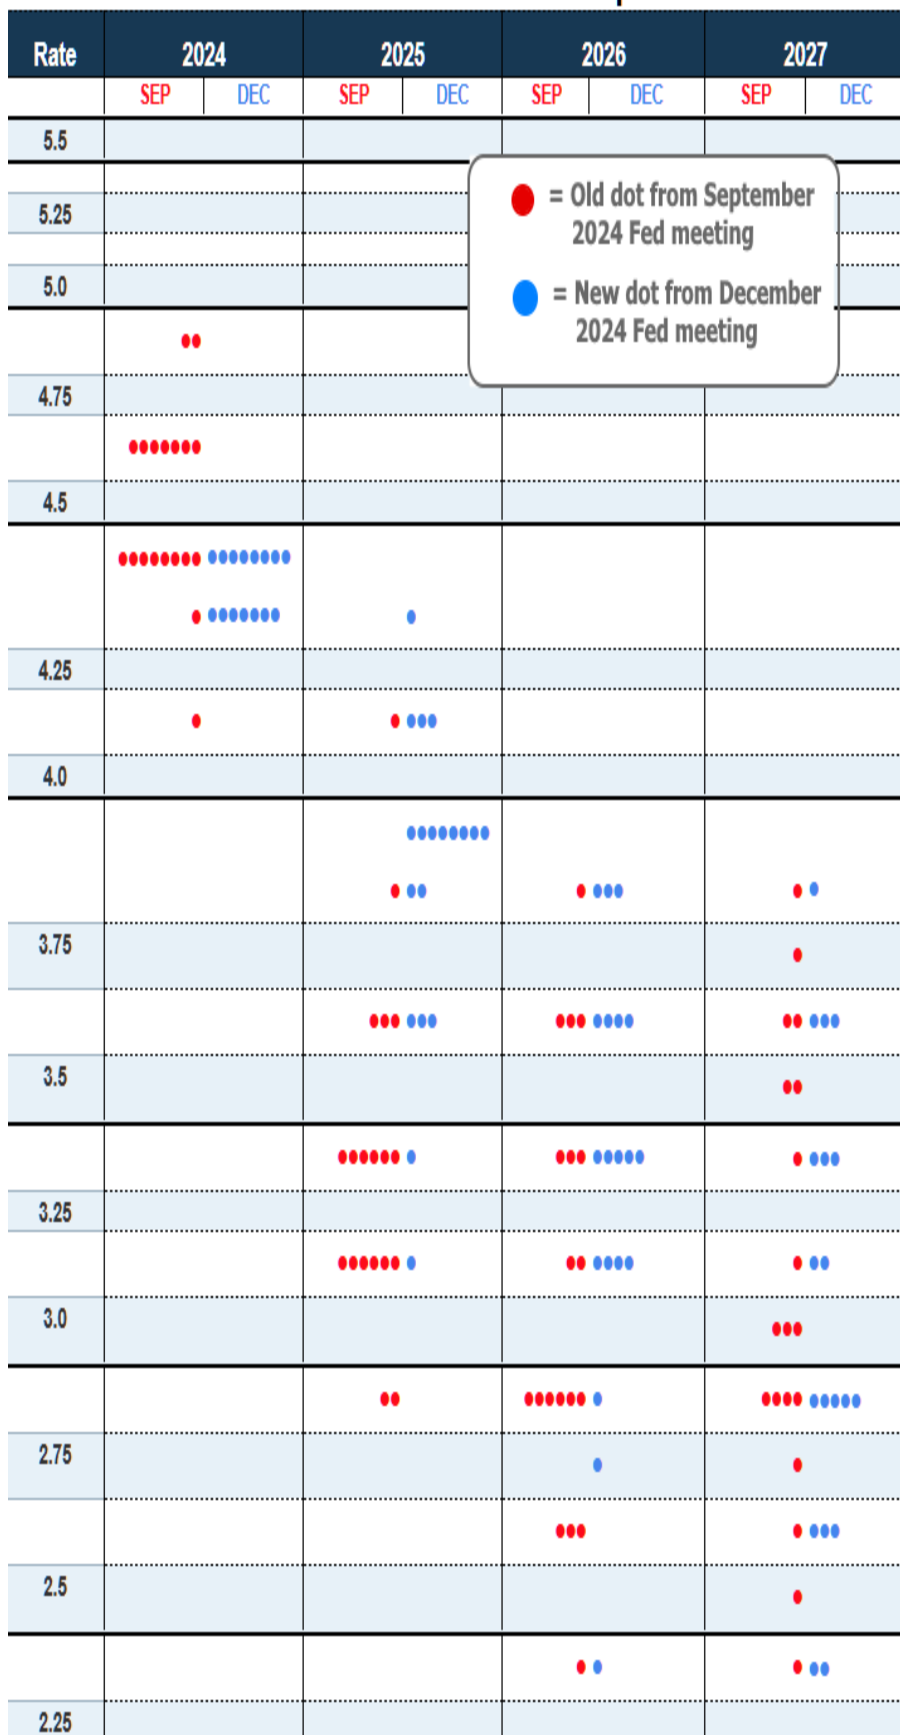 Rate 2024 2025 2026 2027
SEP DEC SEP DEC SEP DEC SEP DEC
5.5
= Old dot from September
2024 Fed meeting
5.25
= New dot from December
2024 Fed meeting
5.0
4.75
4.5
4.25
4.0
3.75
3.5
3.25
3.0
2.75
2.5
2.25